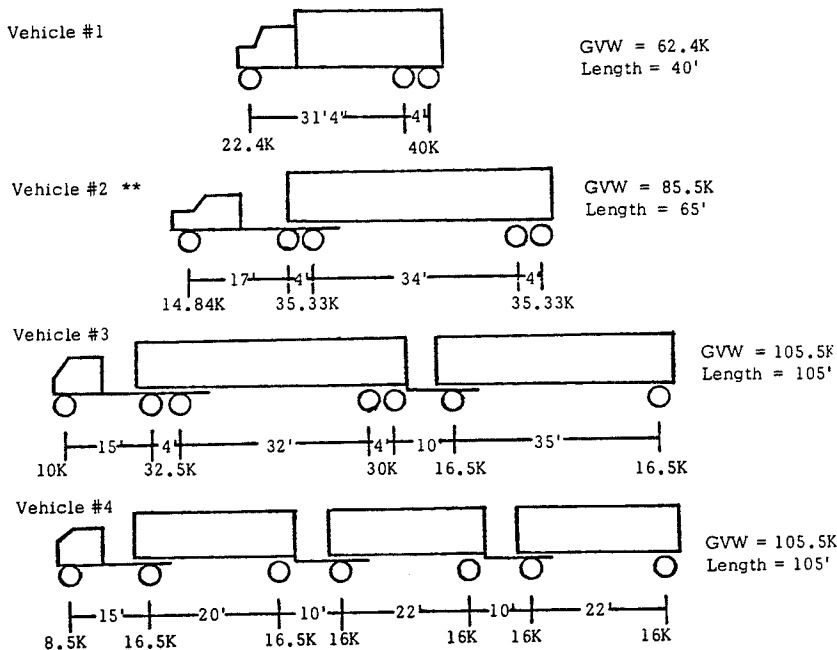 Vehicle #1
GVW = 62.4K
Length = 40'
31'4" 4'
22.4K 40K
Vehicle #2 **
GVW = 85.5K
Length = 65'
17' 4' 34' 4'
14.84K 35.33K 35.33K
Vehicle #3
GVW = 105.5K
Length = 105'
15' 4' 32' 4' 10' 35'
10K 32.5K 30K 16.5K 16.5K
Vehicle #4
GVW = 105.5K
Length = 105'
15' 20' 10' 22' 10' 22'
8.5K 16.5K 16.5K 16K 16K 16K 16K